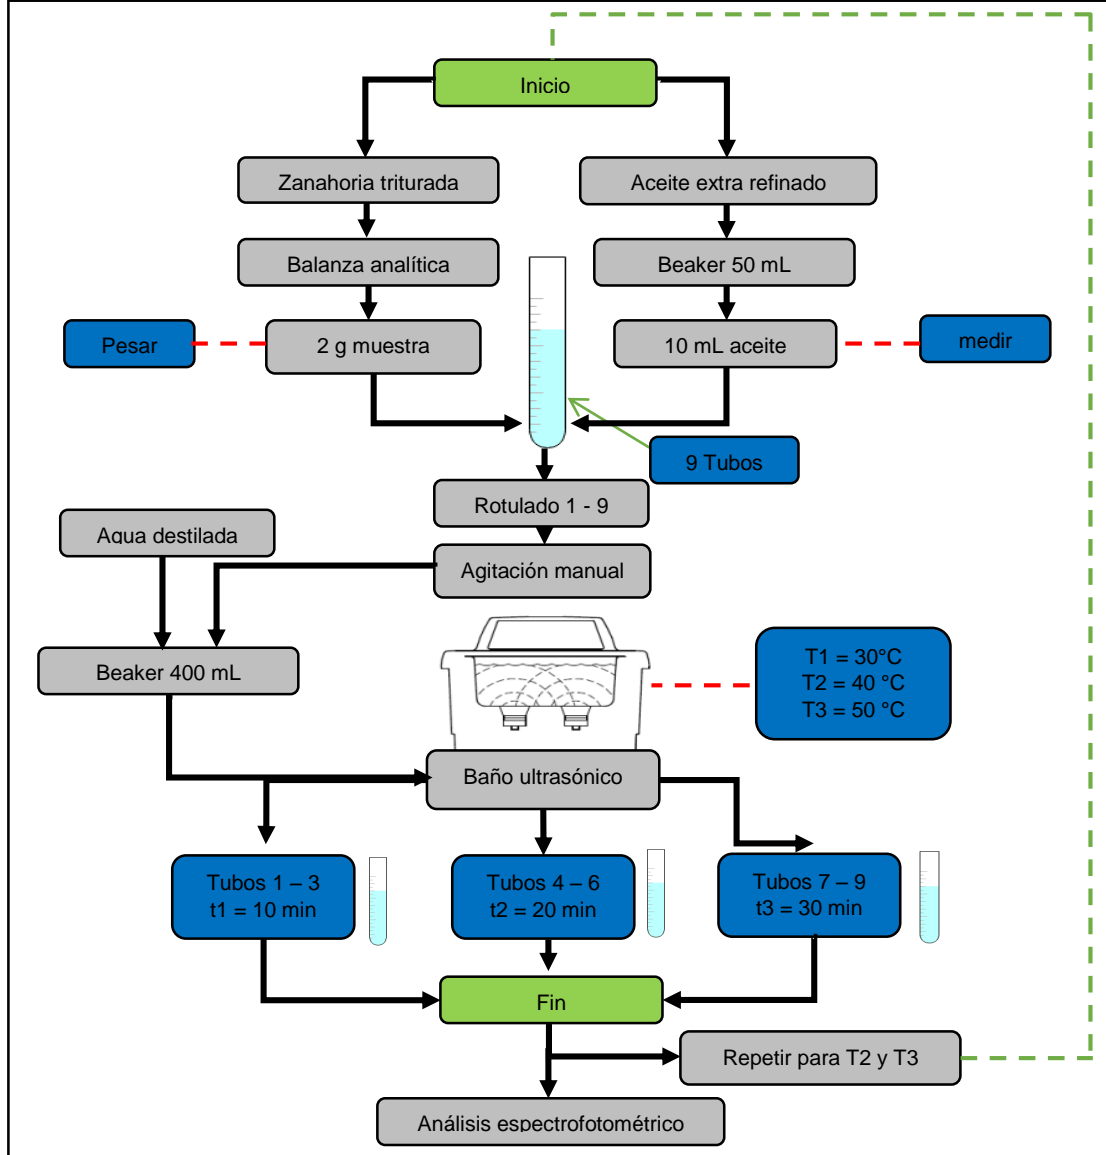 Inicio
Zanahoria triturada
Aceite extra refinado
Balanza analítica
Beaker 50 mL
Pesar
2 g muestra
10 mL aceite
medir
9 Tubos
Rotulado 1 - 9
Agua destilada
Agitación manual
Beaker 400 mL
T1 = 30°C
T2 = 40 °C
T3 = 50 °C
Baño ultrasónico
Tubos 1 – 3
t1 = 10 min
Tubos 4 – 6
t2 = 20 min
Tubos 7 – 9
t3 = 30 min
Fin
Repetir para T2 y T3
Análisis espectrofotométrico